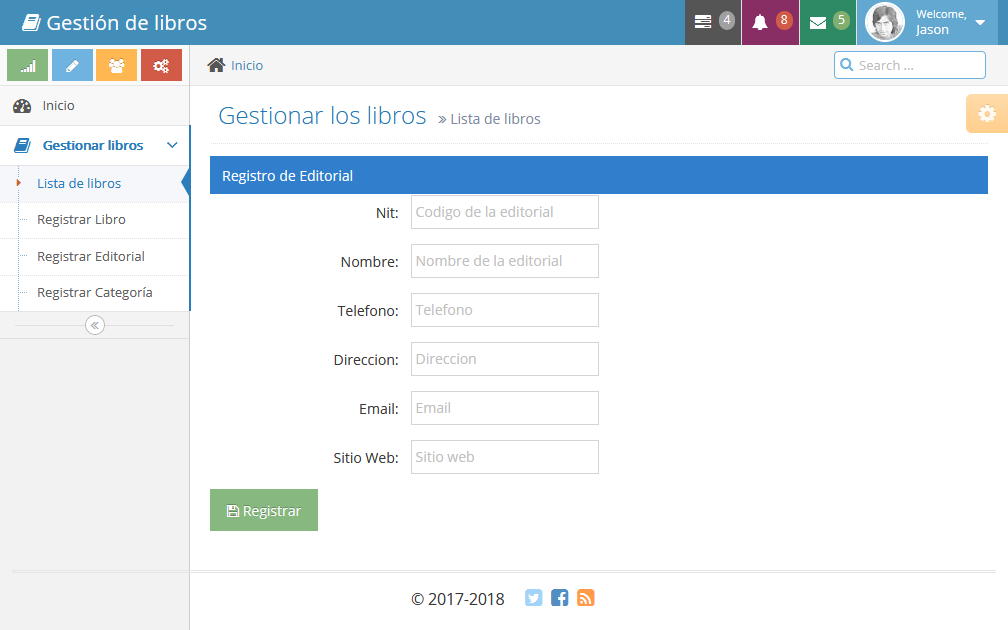 Gestión de libros
4
8
5
Welcome,
Jason
Inicio
Search ...
Inicio
Gestionar libros
Lista de libros
Registrar Libro
Registrar Editorial
Registrar Categoría
Gestionar los libros » Lista de libros
Registro de Editorial
Nit: Codigo de la editorial
Nombre: Nombre de la editorial
Telefono: Telefono
Direccion: Direccion
Email: Email
Sitio Web: Sitio web
Registrar
© 2017-2018